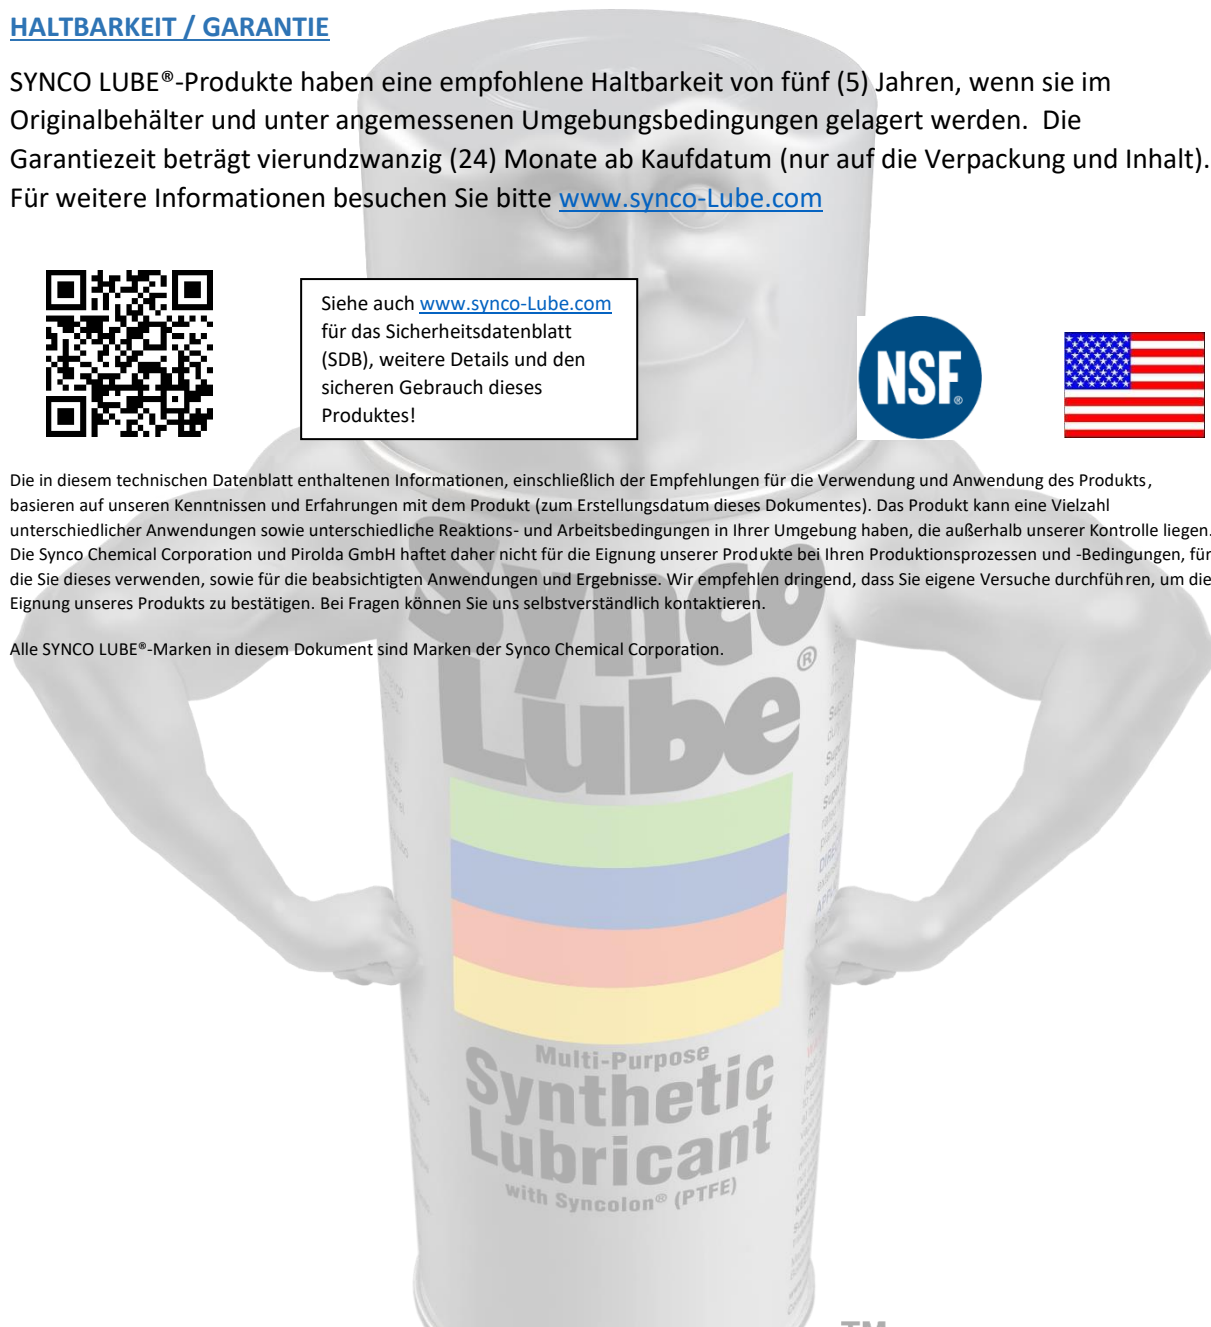 HALTBARKEIT / GARANTIE
SYNCO LUBE®-Produkte haben eine empfohlene Haltbarkeit von fünf (5) Jahren, wenn sie im
Originalbehälter und unter angemessenen Umgebungsbedingungen gelagert werden. Die
Garantiezeit beträgt vierundzwanzig (24) Monate ab Kaufdatum (nur auf die Verpackung und Inhalt).
Für weitere Informationen besuchen Sie bitte www.synco-Lube.com
Siehe auch www.synco-Lube.com
für das Sicherheitsdatenblatt
(SDB), weitere Details und den
sicheren Gebrauch dieses
Produktes!
NSF®
Die in diesem technischen Datenblatt enthaltenen Informationen, einschließlich der Empfehlungen für die Verwendung und Anwendung des Produkts,
basieren auf unseren Kenntnissen und Erfahrungen mit dem Produkt (zum Erstellungsdatum dieses Dokumentes). Das Produkt kann eine Vielzahl
unterschiedlicher Anwendungen sowie unterschiedliche Reaktions- und Arbeitsbedingungen in Ihrer Umgebung haben, die außerhalb unserer Kontrolle liegen.
Die Synco Chemical Corporation und Pirolda GmbH haftet daher nicht für die Eignung unserer Produkte bei Ihren Produktionsprozessen und -Bedingungen, für
die Sie dieses verwenden, sowie für die beabsichtigten Anwendungen und Ergebnisse. Wir empfehlen dringend, dass Sie eigene Versuche durchführen, um die
Eignung unseres Produkts zu bestätigen. Bei Fragen können Sie uns selbstverständlich kontaktieren.
Alle SYNCO LUBE®-Marken in diesem Dokument sind Marken der Synco Chemical Corporation.
Synco
Lube®
Multi-Purpose
Synthetic
Lubricant
with Syncolon® (PTFE)
TM